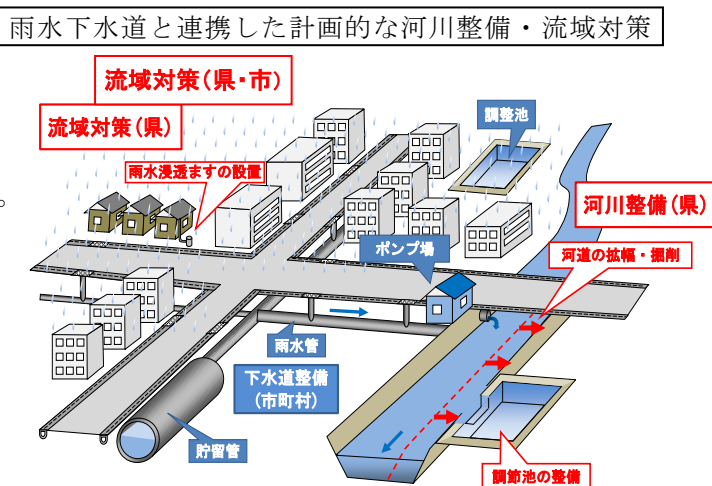 雨水下水道と連携した計画的な河川整備・流域対策
流域対策(県・市)
流域対策(県)
調整池
雨水浸透ますの設置
。
河川整備(県)
ポンプ場
河道の拡幅・掘削
雨水管
下水道整備
(市町村)
貯留管
調節池の整備